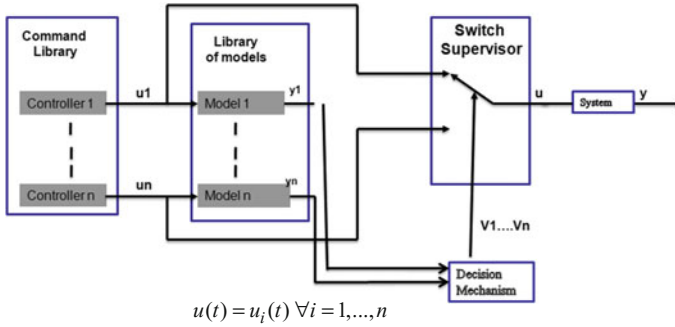 Command
Library
Controller 1
Controller n
u1
un
Library
of models
Model 1
Model n
y1
yn
Switch
Supervisor
u
System
y
V1....Vn
Decision
Mechanism
u(t) = u_i(t) ∀i = 1,...,n